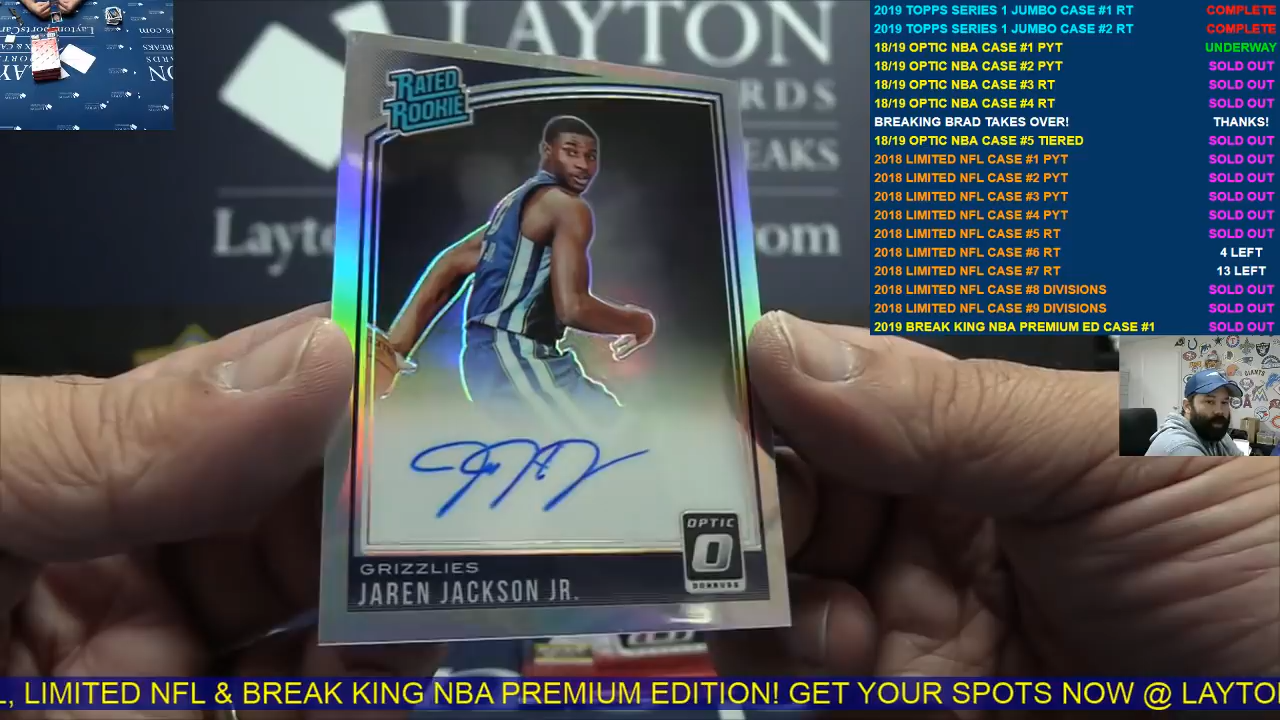 2019 TOPPS SERIES 1 JUMBO CASE #1 RT COMPLETE
2019 TOPPS SERIES 1 JUMBO CASE #2 RT COMPLETE
18/19 OPTIC NBA CASE #1 PYT UNDERWAY
18/19 OPTIC NBA CASE #2 PYT SOLD OUT
18/19 OPTIC NBA CASE #3 RT SOLD OUT
18/19 OPTIC NBA CASE #4 RT SOLD OUT
BREAKING BRAD TAKES OVER! THANKS!
18/19 OPTIC NBA CASE #5 TIERED SOLD OUT
2018 LIMITED NFL CASE #1 PYT SOLD OUT
2018 LIMITED NFL CASE #2 PYT SOLD OUT
2018 LIMITED NFL CASE #3 PYT SOLD OUT
2018 LIMITED NFL CASE #4 PYT SOLD OUT
2018 LIMITED NFL CASE #5 RT SOLD OUT
2018 LIMITED NFL CASE #6 RT 4 LEFT
2018 LIMITED NFL CASE #7 RT 13 LEFT
2018 LIMITED NFL CASE #8 DIVISIONS SOLD OUT
2018 LIMITED NFL CASE #9 DIVISIONS SOLD OUT
2019 BREAK KING NBA PREMIUM ED CASE #1 SOLD OUT
LAYTON
RDS
EAKS
Layt om
RATED
ROOKIE
OPTIC
O
DONRUSS
GRIZZLIES
JAREN JACKSON JR.
L, LIMITED NFL & BREAK KING NBA PREMIUM EDITION! GET YOUR SPOTS NOW @ LAYTO